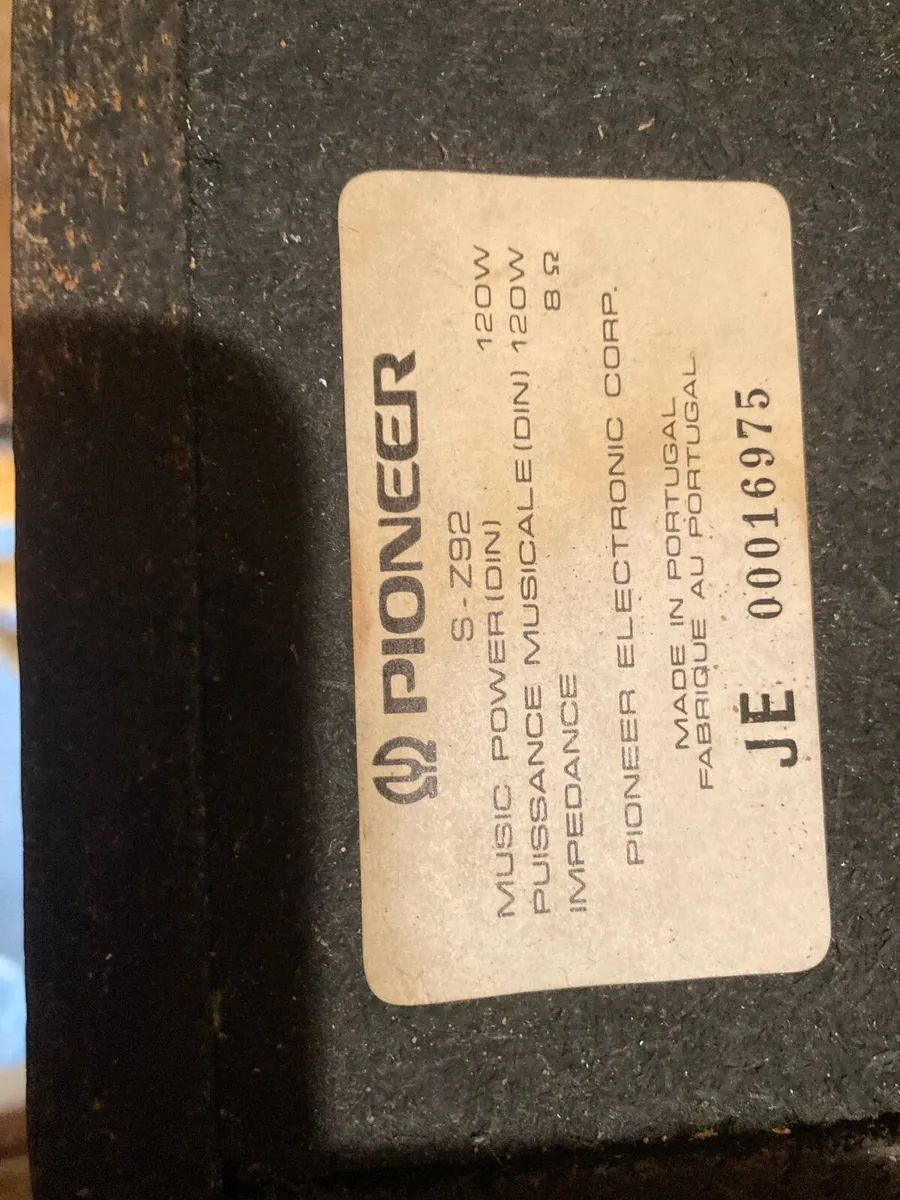 PIONEER
S-Z92
MUSIC POWER(DIN) 120W
PUISSANCE MUSICALE(DIN) 120W
IMPEDANCE 8 Ω
PIONEER ELECTRONIC CORP.
MADE IN PORTUGAL
FABRIQUE AU PORTUGAL
JE 00016975